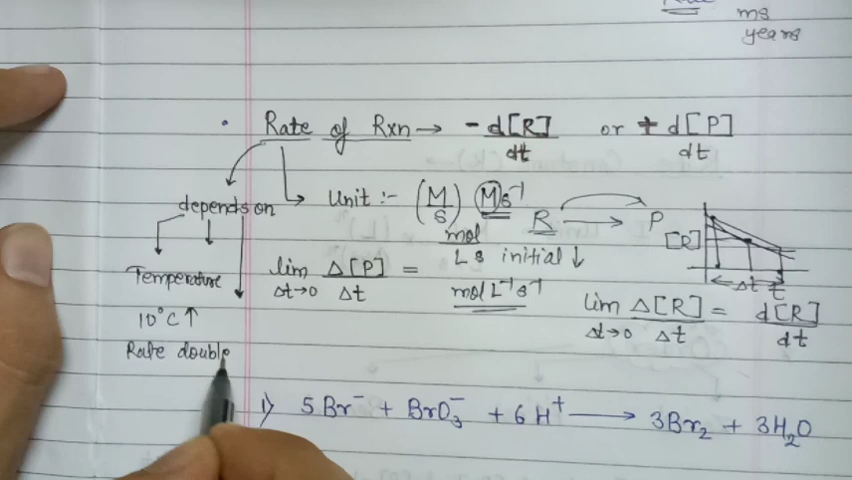 ms
years
• Rate of Rxn → - d[R]/dt or + d[P]/dt
depends on
Unit :- (M/s) (M)s⁻¹
R → P
mol/L s initial ↓
[R]
Δt t
Temperature
lim Δt→0 Δ[P]/Δt =
mol L⁻¹ s⁻¹
lim Δt→0 Δ[R]/Δt = d[R]/dt
10°C ↑
Rate double
1) 5Br⁻ + BrO₃⁻ + 6H⁺ → 3Br₂ + 3H₂O